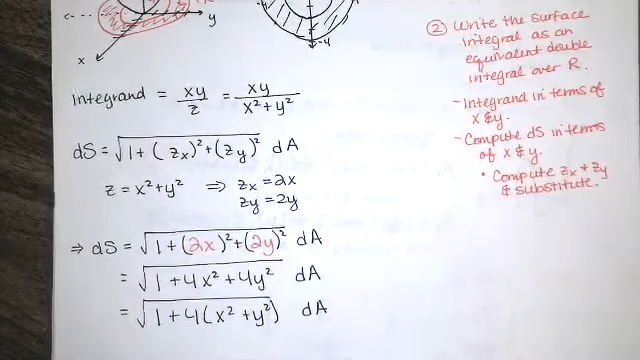 y
x
-4
integrand = xy/z = xy/(x² + y²)
dS = √(1 + (zx)² + (zy)²) dA
z = x² + y² ⇒ zx = 2x
zy = 2y
⇒ dS = √(1 + (2x)² + (2y)²) dA
= √(1 + 4x² + 4y²) dA
= √(1 + 4(x² + y²)) dA
② Write the surface
integral as an
equivalent double
integral over R.
- Integrand in terms of
x & y.
- Compute dS in terms
of x & y.
• Compute zx + zy
& substitute.